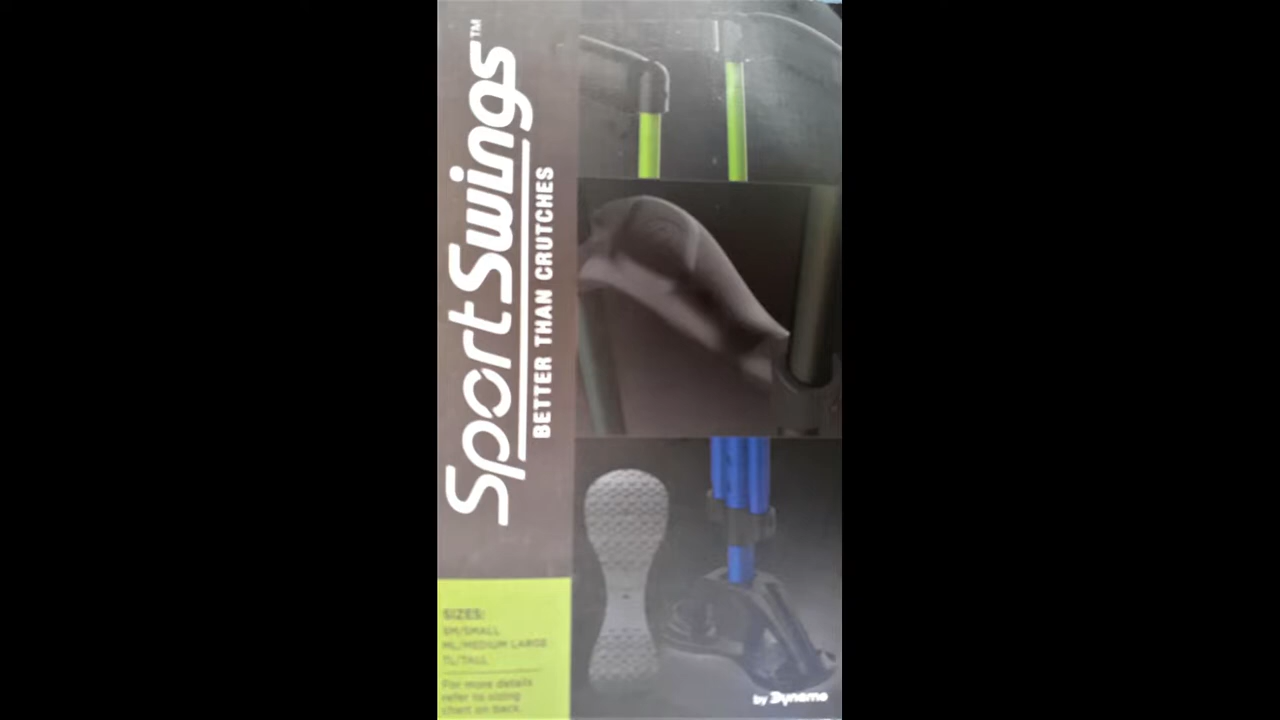 SportSwings™
BETTER THAN CRUTCHES
SIZES:
SM/SMALL
ML/MEDIUM LARGE
TL/TALL
For more details
refer to sizing
chart on back.
by Dynamo